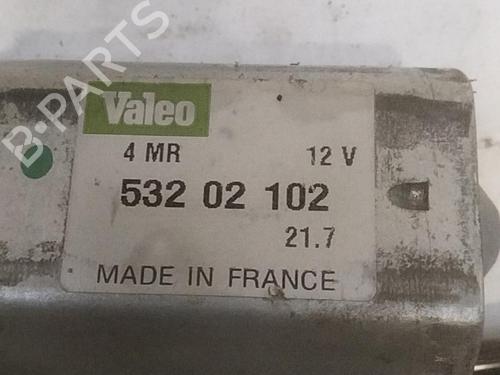 B-PARTS
Valeo
4 MR 12 V
532 02 102
21.7
MADE IN FRANCE